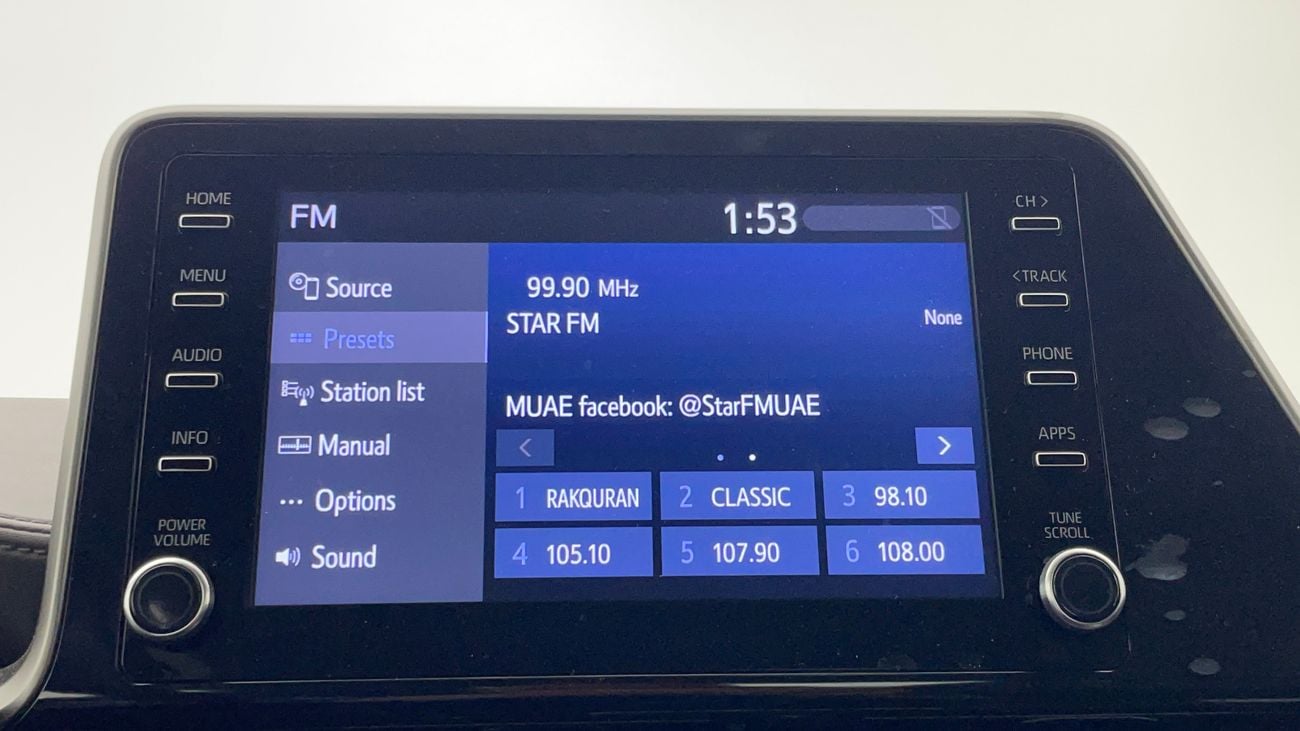 HOME
MENU
AUDIO
INFO
POWER
VOLUME
FM
1:53
Source
Presets
Station list
Manual
Options
Sound
99.90 MHz
STAR FM
None
MUAE facebook: @StarFMUAE
<
>
1 RAKQURAN
2 CLASSIC
3 98.10
4 105.10
5 107.90
6 108.00
CH >
<TRACK
PHONE
APPS
TUNE
SCROLL